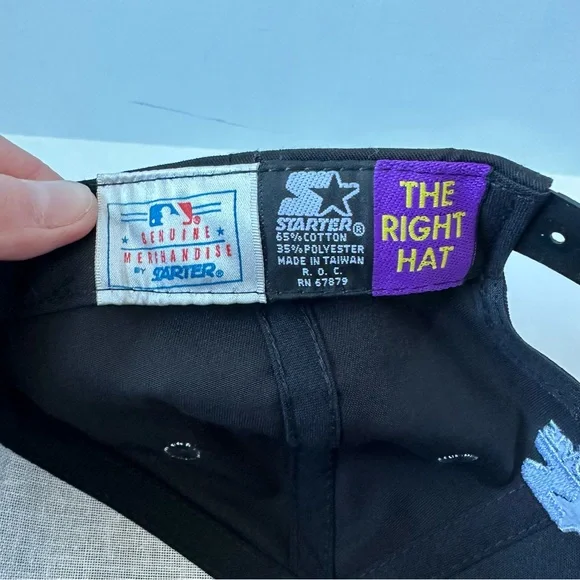 GENUINE
MERCHANDISE
BY STARTER®
STARTER®
65% COTTON
35% POLYESTER
MADE IN TAIWAN
R. O. C.
RN 67879
THE
RIGHT
HAT